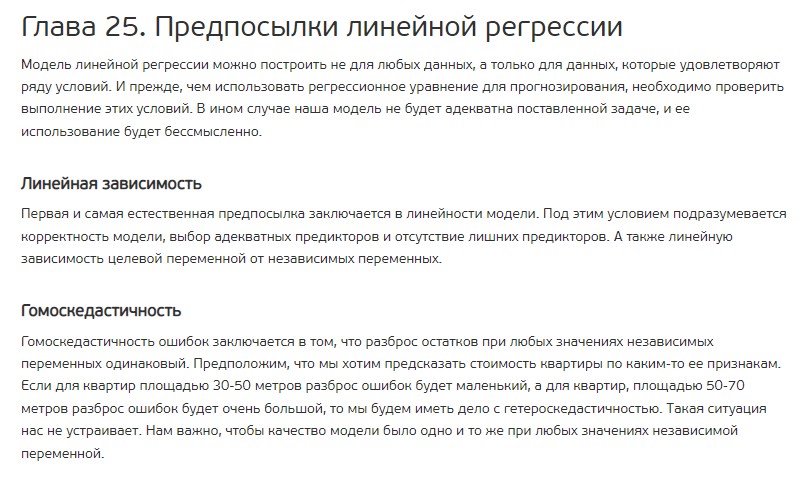 Глава 25. Предпосылки линейной регрессии
Модель линейной регрессии можно построить не для любых данных, а только для данных, которые удовлетворяют
ряду условий. И прежде, чем использовать регрессионное уравнение для прогнозирования, необходимо проверить
выполнение этих условий. В ином случае наша модель не будет адекватна поставленной задаче, и ее
использование будет бессмысленно.
Линейная зависимость
Первая и самая естественная предпосылка заключается в линейности модели. Под этим условием подразумевается
корректность модели, выбор адекватных предикторов и отсутствие лишних предикторов. А также линейную
зависимость целевой переменной от независимых переменных.
Гомоскедастичность
Гомоскедастичность ошибок заключается в том, что разброс остатков при любых значениях независимых
переменных одинаковый. Предположим, что мы хотим предсказать стоимость квартиры по каким-то ее признакам.
Если для квартир площадью 30-50 метров разброс ошибок будет маленький, а для квартир, площадью 50-70
метров разброс ошибок будет очень большой, то мы будем иметь дело с гетероскедастичностью. Такая ситуация
нас не устраивает. Нам важно, чтобы качество модели было одно и то же при любых значениях независимой
переменной.